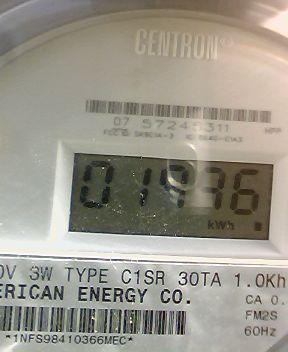 CENTRON®
07 57245311
HPP
01936
kWh
0V 3W TYPE C1SR 30TA 1.0Kh
ERICAN ENERGY CO.
CA 0.
FM2S
60Hz
*1NFS98410366MEC*